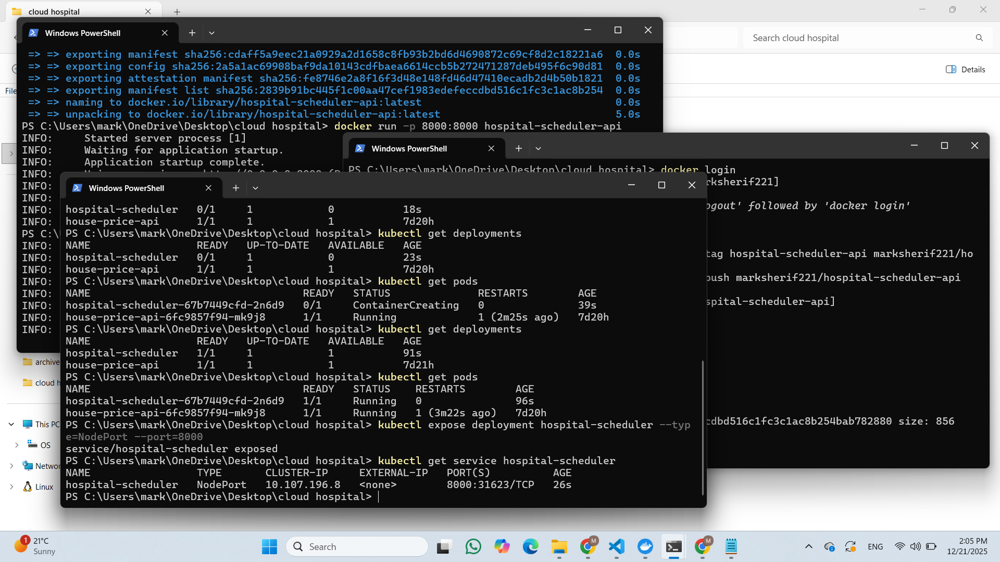 cloud hospital
Search cloud hospital
Details
File
Windows PowerShell
=> => exporting manifest sha256:cdaff5a9eec21a0929a2d1658c8fb93b2bd6d4690872c69cf8d2c18221a6 0.0s
=> => exporting config sha256:2a5a1ac69908baf9da10143cdfbaea6614ccb5b272471287deb495f6c90d81 0.0s
=> => exporting attestation manifest sha256:fe8746e2a8f16f3d48e148fd46d47410ecadb2d4b50b1821 0.0s
=> => exporting manifest list sha256:2839b91bc445f1c00aa47cef1983edefeccdbd516c1fc3c1ac8b254 0.0s
=> => naming to docker.io/library/hospital-scheduler-api:latest 0.0s
=> => unpacking to docker.io/library/hospital-scheduler-api:latest 5.0s
PS C:\Users\mark\OneDrive\Desktop\cloud hospital> docker run -p 8000:8000 hospital-scheduler-api
INFO: Started server process [1]
INFO: Waiting for application startup.
INFO: Application startup complete.
INFO:
INFO:
INFO:
INFO:
INFO:
PS C:\
INFO:
INFO:
INFO:
INFO:
INFO:
INFO:
INFO:
INFO:
Windows PowerShell
PS C:\Users\mark\OneDrive\Desktop\cloud hospital> docker login
rksherif221]
ogout' followed by 'docker login'
tag hospital-scheduler-api marksherif221/ho
push marksherif221/hospital-scheduler-api
spital-scheduler-api]
cdbd516c1fc3c1ac8b254bab782880 size: 856
Windows PowerShell
hospital-scheduler 0/1 1 0 18s
house-price-api 1/1 1 1 7d20h
PS C:\Users\mark\OneDrive\Desktop\cloud hospital> kubectl get deployments
NAME READY UP-TO-DATE AVAILABLE AGE
hospital-scheduler 0/1 1 0 23s
house-price-api 1/1 1 1 7d20h
PS C:\Users\mark\OneDrive\Desktop\cloud hospital> kubectl get pods
NAME READY STATUS RESTARTS AGE
hospital-scheduler-67b7449cfd-2n6d9 0/1 ContainerCreating 0 39s
house-price-api-6fc9857f94-mk9j8 1/1 Running 1 (2m25s ago) 7d20h
PS C:\Users\mark\OneDrive\Desktop\cloud hospital> kubectl get deployments
NAME READY UP-TO-DATE AVAILABLE AGE
hospital-scheduler 1/1 1 1 91s
house-price-api 1/1 1 1 7d21h
PS C:\Users\mark\OneDrive\Desktop\cloud hospital> kubectl get pods
NAME READY STATUS RESTARTS AGE
hospital-scheduler-67b7449cfd-2n6d9 1/1 Running 0 96s
house-price-api-6fc9857f94-mk9j8 1/1 Running 1 (3m22s ago) 7d20h
PS C:\Users\mark\OneDrive\Desktop\cloud hospital> kubectl expose deployment hospital-scheduler --typ
e=NodePort --port=8000
service/hospital-scheduler exposed
PS C:\Users\mark\OneDrive\Desktop\cloud hospital> kubectl get service hospital-scheduler
NAME TYPE CLUSTER-IP EXTERNAL-IP PORT(S) AGE
hospital-scheduler NodePort 10.107.196.8 <none> 8000:31623/TCP 26s
PS C:\Users\mark\OneDrive\Desktop\cloud hospital>
archive
cloud h
This PC
OS
Networ
Linux
1
21°C
Sunny
Search
M
M
ENG
2:05 PM
12/21/2025